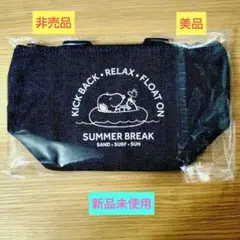 非売品
美品
KICK BACK • RELAX • FLOAT ON
SUMMER BREAK
SAND • SURF • SUN
新品未使用